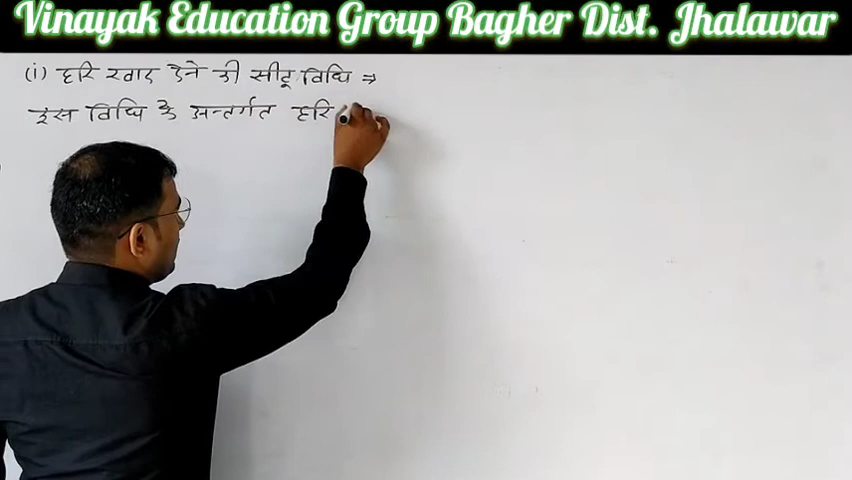 Vinayak Education Group Bagher Dist. Jhalawar
(i) हरि खाद देने की सीटू विधि ⇒
इस विधि के अन्तर्गत हरि